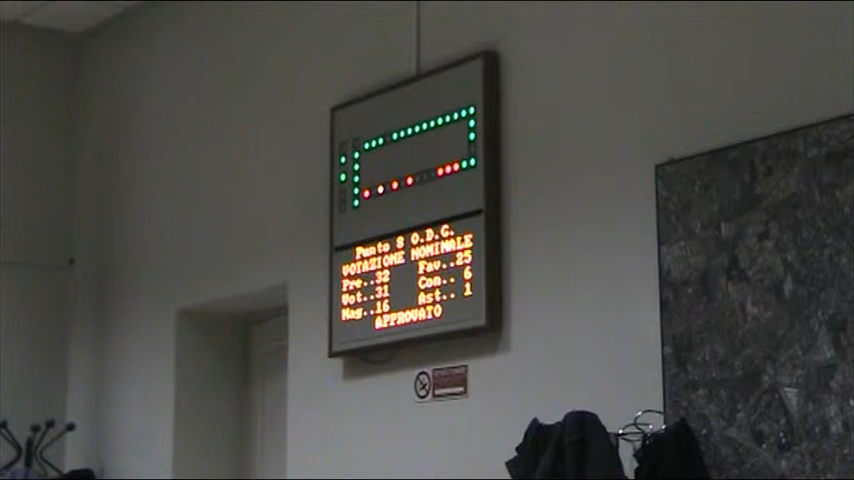 Punto 8 O.D.G.
VOTAZIONE NOMINALE
Pre..32 Fav..25
Vot..31 Con.. 6
Mag..16 Ast.. 1
APPROVATO